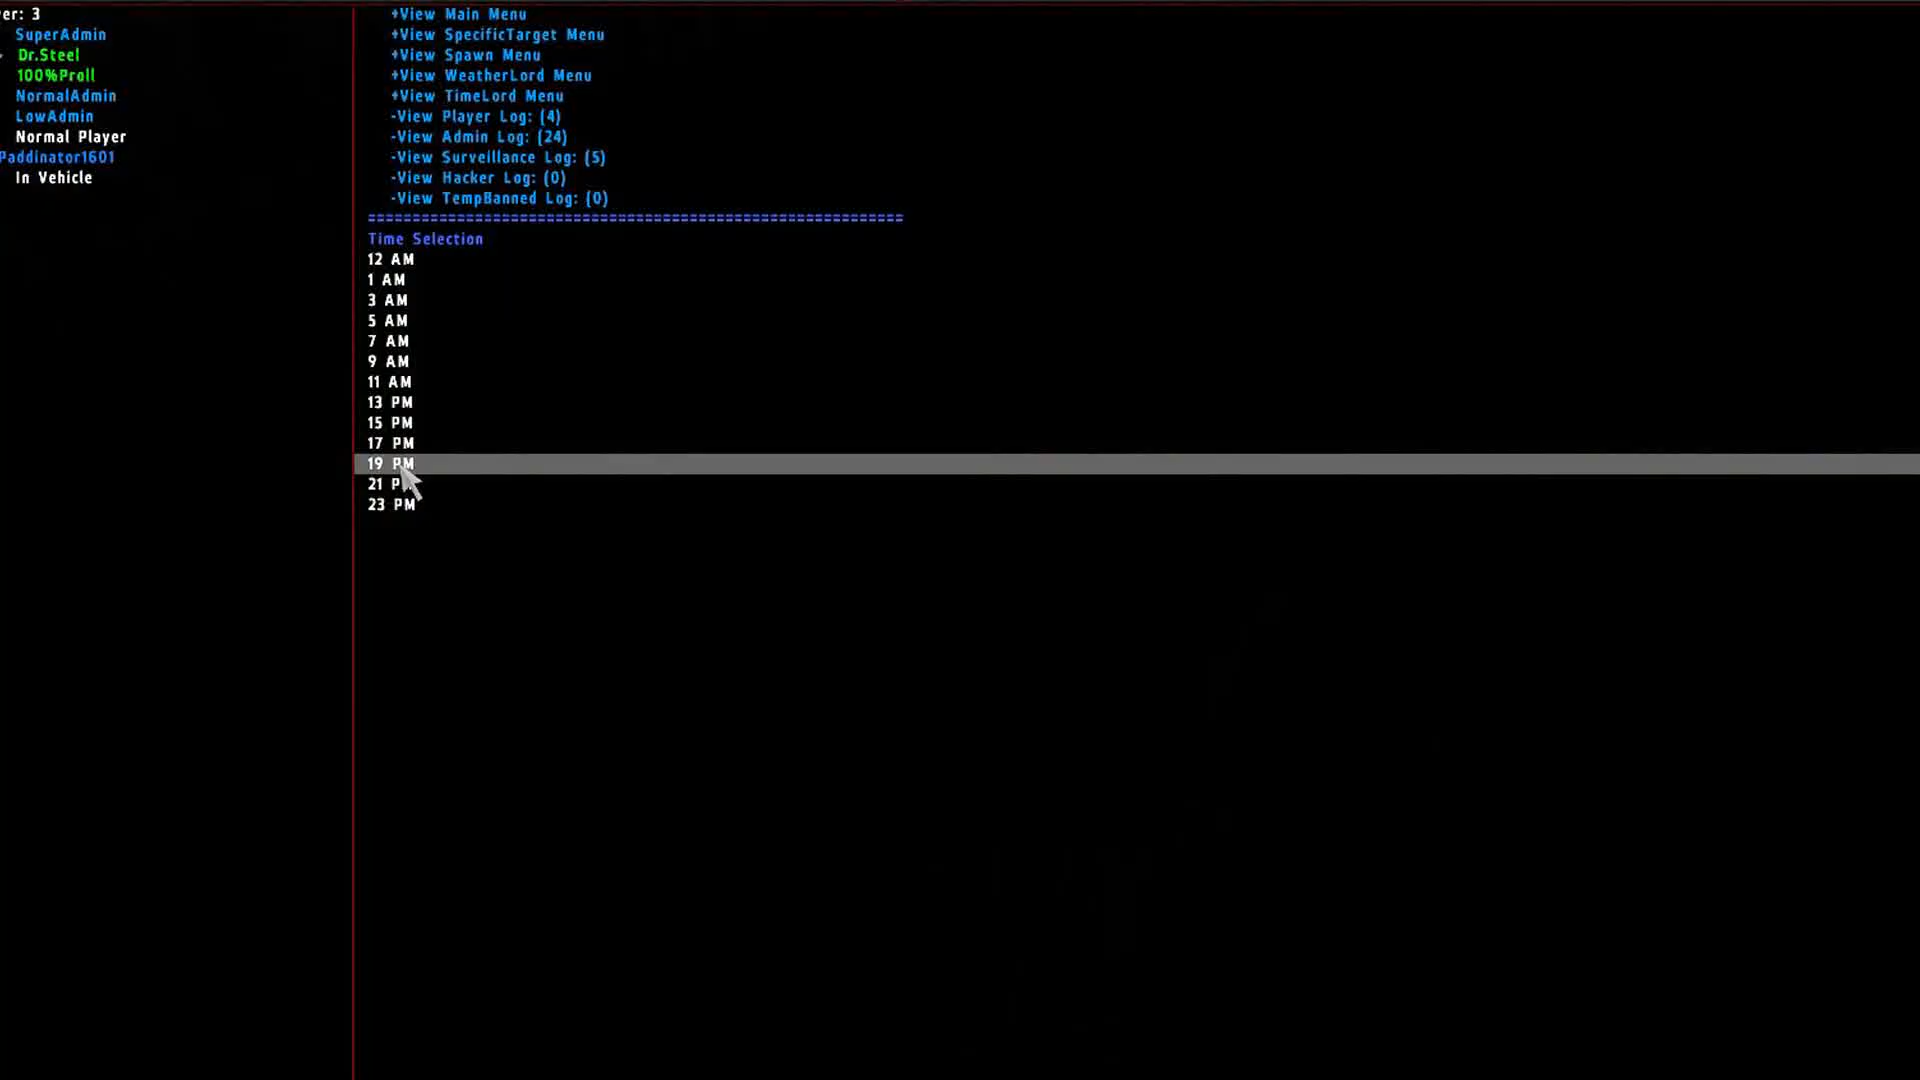 er: 3
SuperAdmin
Dr.Steel
100%Proll
NormalAdmin
LowAdmin
Normal Player
Paddinator1601
In Vehicle
+View Main Menu
+View SpecificTarget Menu
+View Spawn Menu
+View WeatherLord Menu
+View TimeLord Menu
-View Player Log: (4)
-View Admin Log: (24)
-View Surveillance Log: (5)
-View Hacker Log: (0)
-View TempBanned Log: (0)
============================================================
Time Selection
12 AM
1 AM
3 AM
5 AM
7 AM
9 AM
11 AM
13 PM
15 PM
17 PM
19 PM
21 PM
23 PM